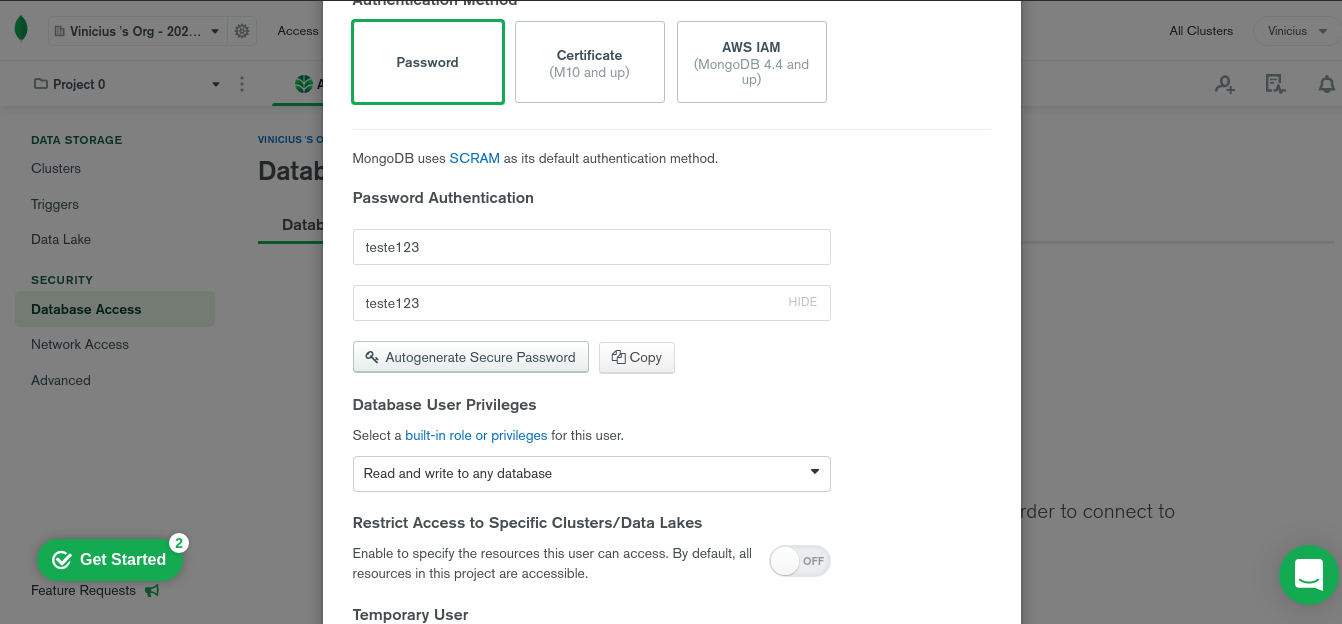 Authentication Method
Vinicius 's Org - 202...
Access
All Clusters
Vinicius
Password
Certificate
(M10 and up)
AWS IAM
(MongoDB 4.4 and
up)
Project 0
A
DATA STORAGE
Clusters
Triggers
Data Lake
SECURITY
Database Access
Network Access
Advanced
Get Started
2
Feature Requests
VINICIUS 'S O
Datab
Datab
MongoDB uses SCRAM as its default authentication method.
Password Authentication
teste123
teste123
HIDE
Autogenerate Secure Password
Copy
Database User Privileges
Select a built-in role or privileges for this user.
Read and write to any database
Restrict Access to Specific Clusters/Data Lakes
Enable to specify the resources this user can access. By default, all
resources in this project are accessible.
OFF
Temporary User
rder to connect to